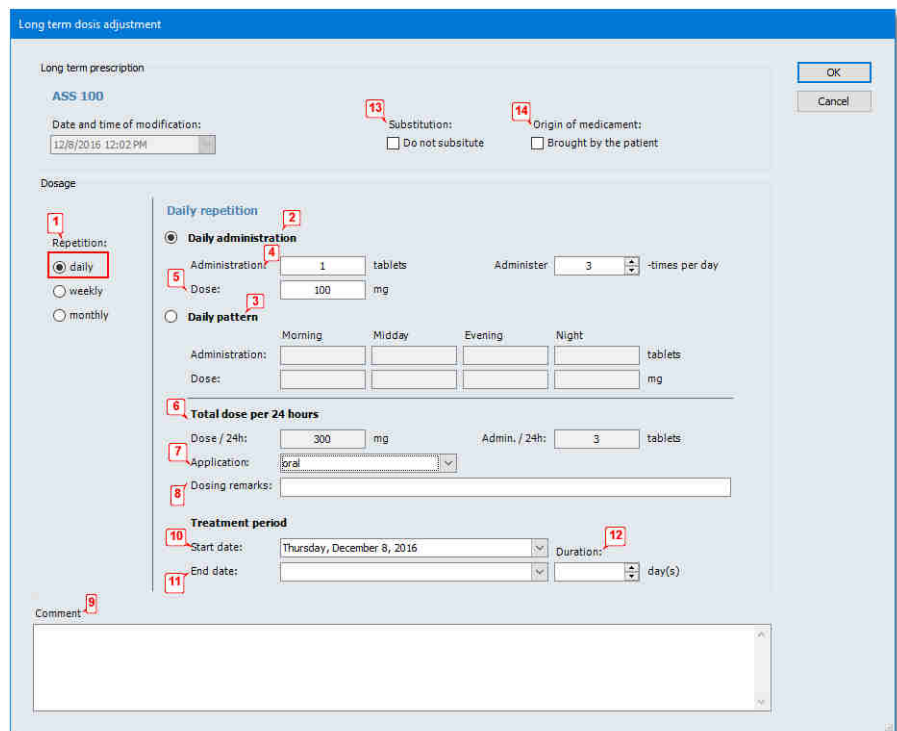 Long term dosis adjustment
Long term prescription
OK
ASS 100
Cancel
13
14
Date and time of modification:
Substitution:
Origin of medicament:
12/8/2016 12:02 PM
Do not subsitute
Brought by the patient
Dosage
Daily repetition
1
2
Repetition:
Daily administration
4
daily
Administration:
1
tablets
Administer
3
-times per day
5
weekly
Dose:
100
mg
3
monthly
Daily pattern
Morning
Midday
Evening
Night
Administration:
tablets
Dose:
mg
6
Total dose per 24 hours
Dose / 24h:
300
mg
Admin. / 24h:
3
tablets
7
Application:
oral
8
Dosing remarks:
Treatment period
10
12
Start date:
Thursday, December 8, 2016
Duration:
11
End date:
day(s)
9
Comment